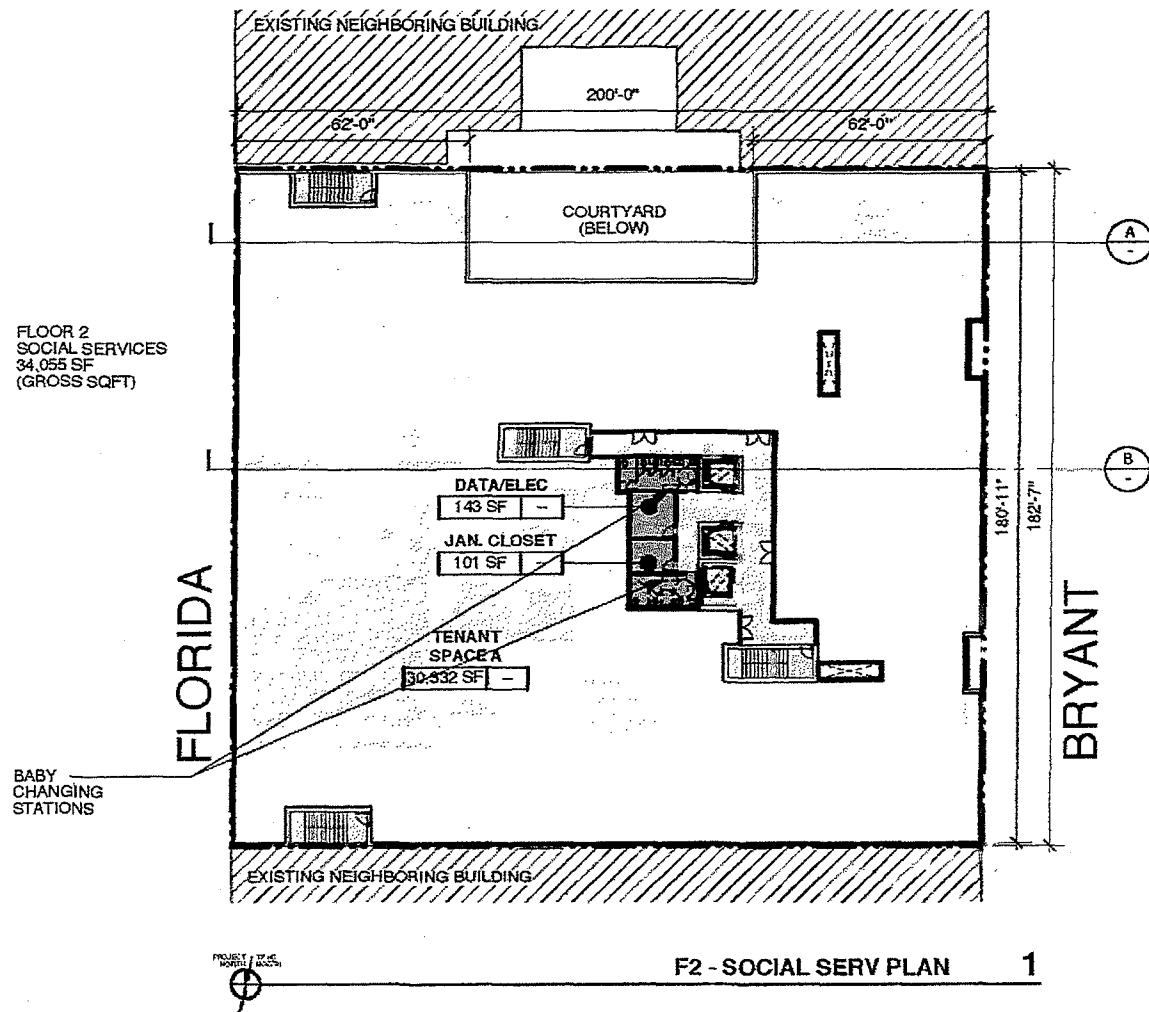 EXISTING NEIGHBORING BUILDING
200'-0"
62'-0"
62'-0"
COURTYARD
(BELOW)
A
-
FLOOR 2
SOCIAL SERVICES
34,055 SF
(GROSS SQFT)
B
-
DATA/ELEC
143 SF –
JAN. CLOSET
101 SF –
180'-11"
182'-7"
FLORIDA
BRYANT
TENANT
SPACE A
30,332 SF –
BABY
CHANGING
STATIONS
EXISTING NEIGHBORING BUILDING
PROJECT
NORTH
F2 - SOCIAL SERV PLAN 1